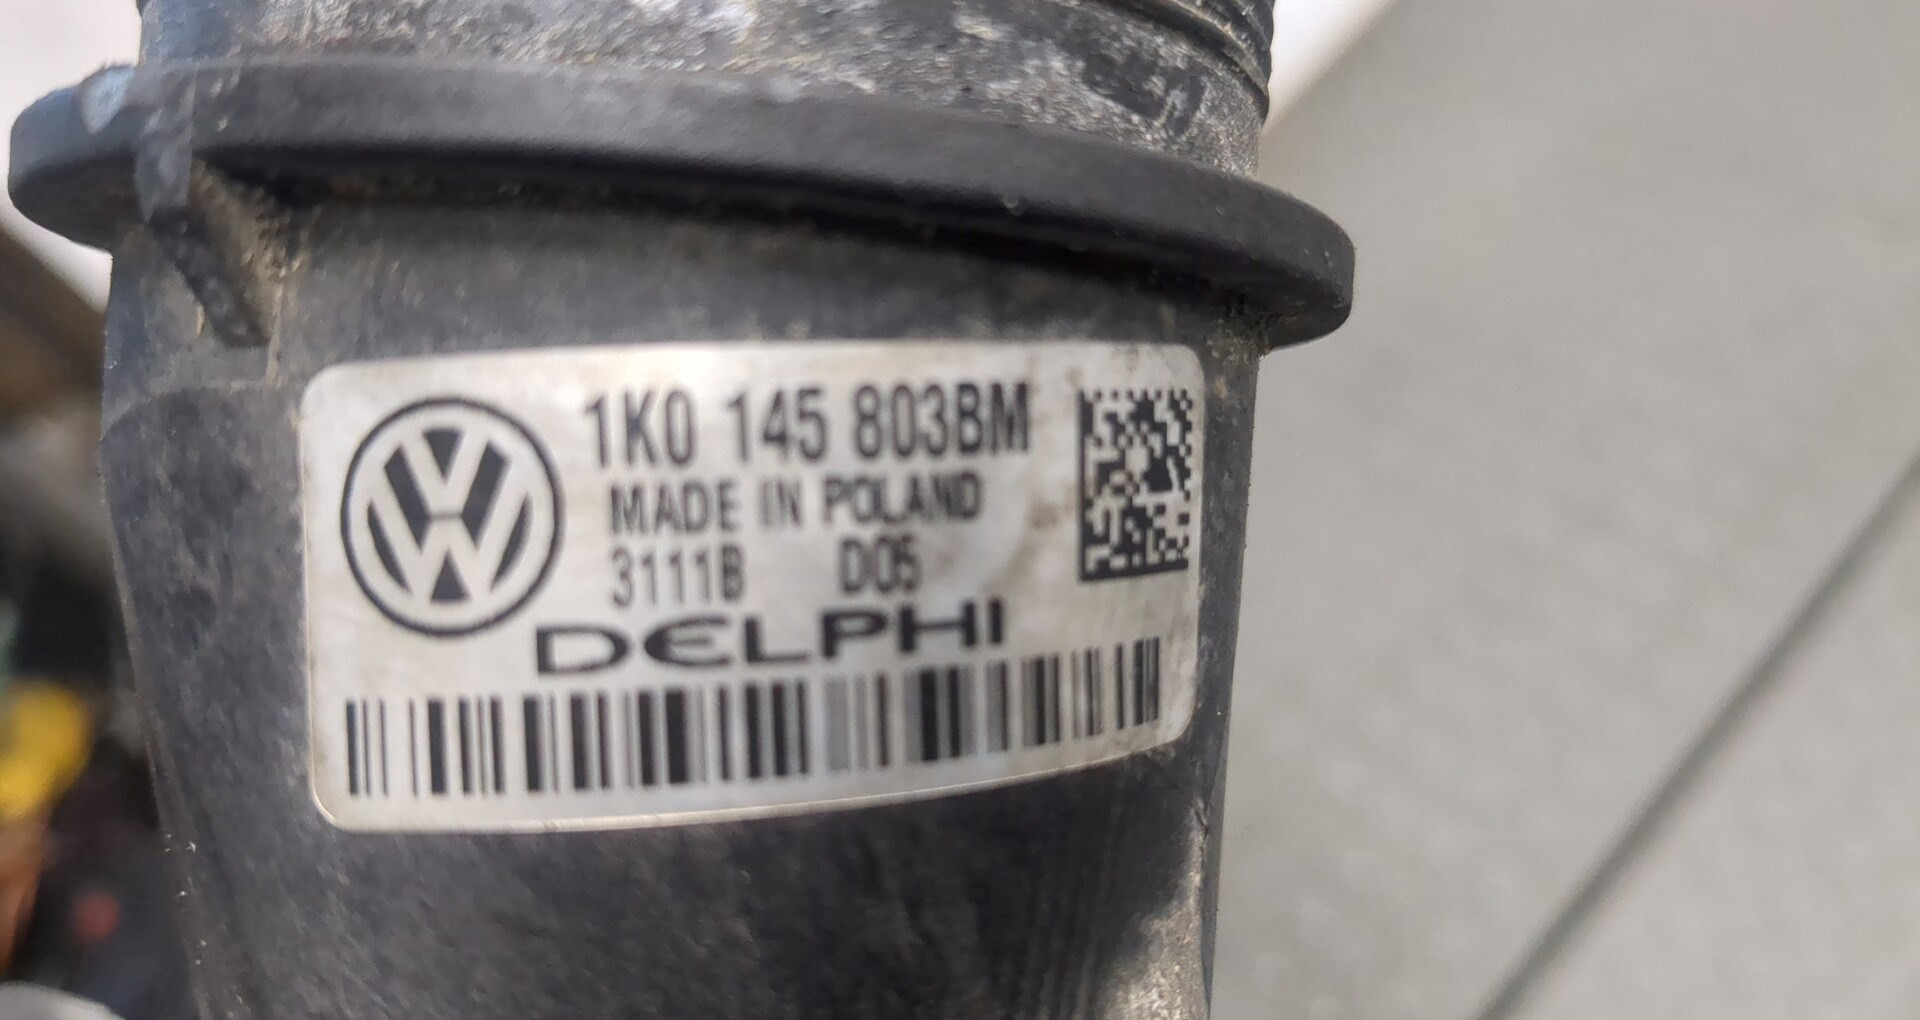 1K0 145 803BM
MADE IN POLAND
3111B D05
DELPHI